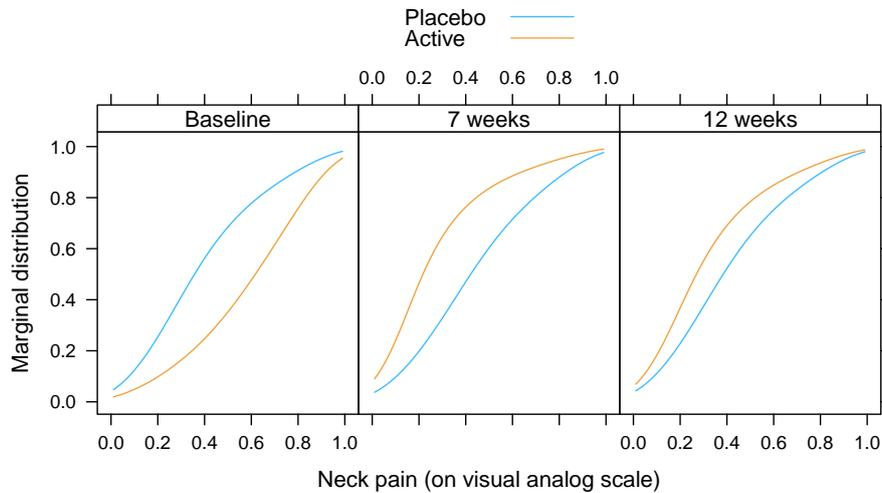 Placebo
Active
0.0 0.2 0.4 0.6 0.8 1.0
Baseline 7 weeks 12 weeks
1.0
0.8
0.6
0.4
0.2
0.0
Marginal distribution
0.0 0.2 0.4 0.6 0.8 1.0 0.0 0.2 0.4 0.6 0.8 1.0
Neck pain (on visual analog scale)